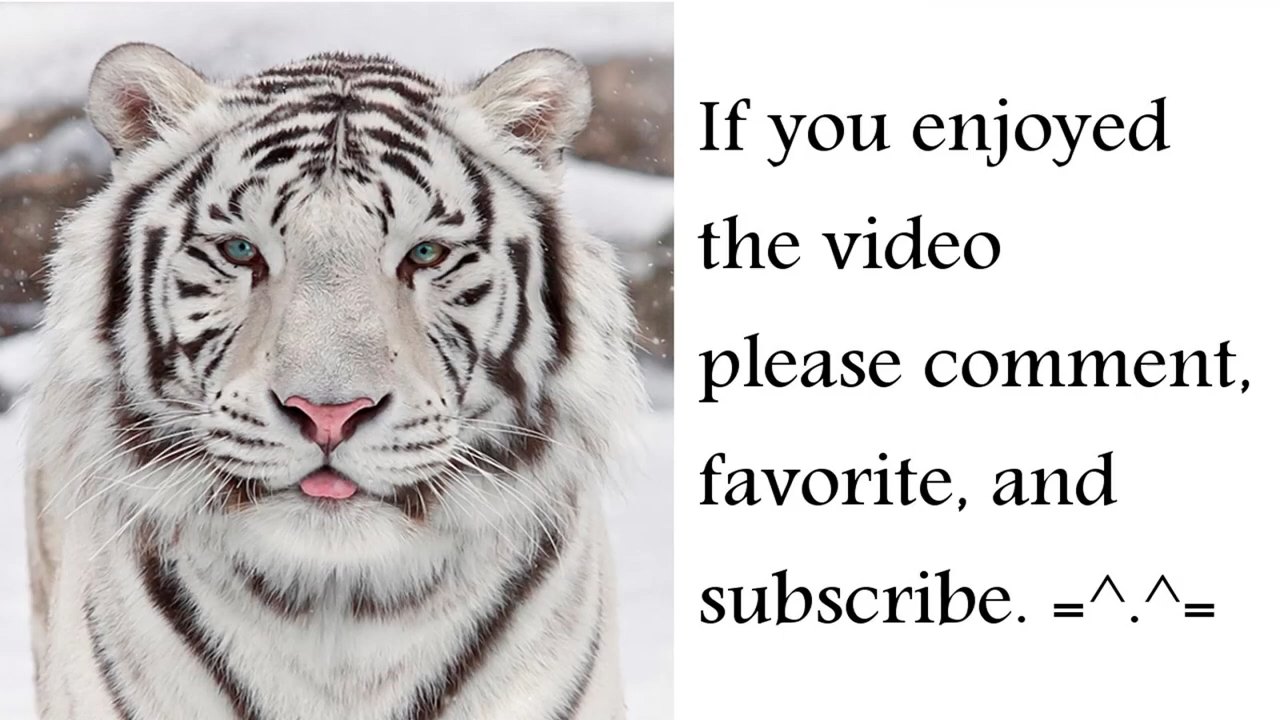 If you enjoyed
the video
please comment,
favorite, and
subscribe. =^.^=